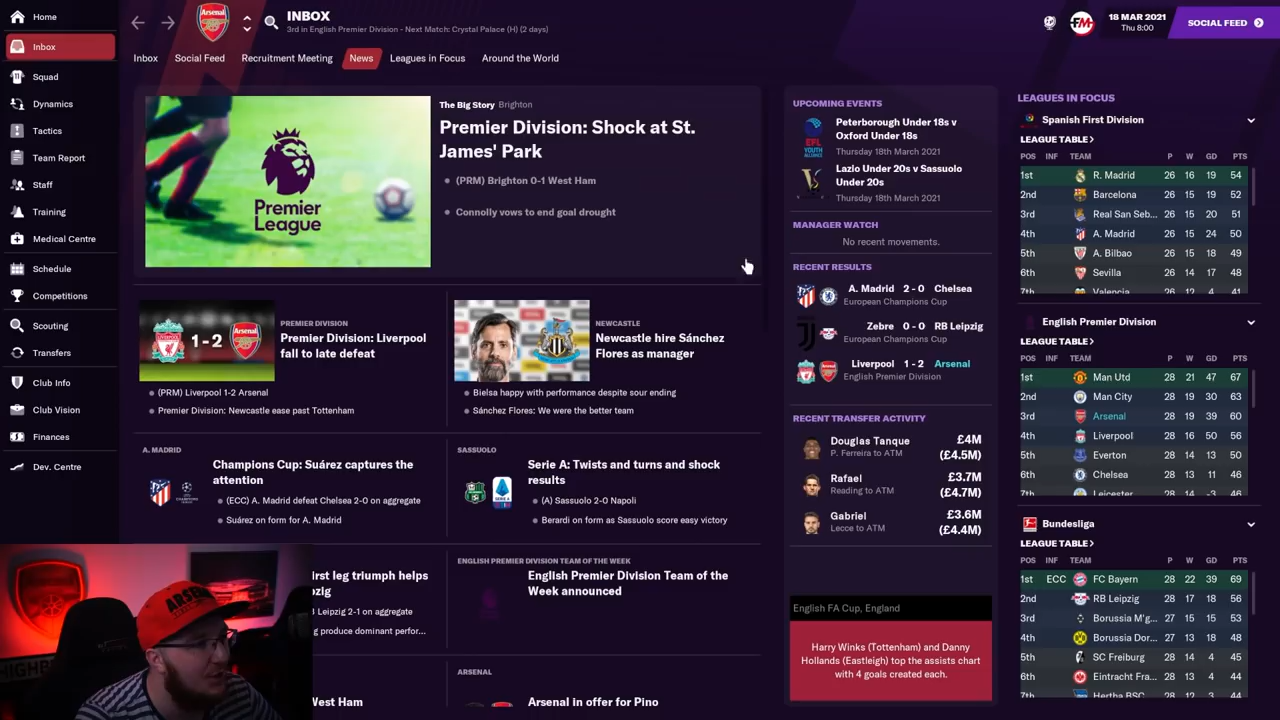 Home
Inbox
Squad
Dynamics
Tactics
Team Report
Staff
Training
Medical Centre
Schedule
Competitions
Scouting
Transfers
Club Info
Club Vision
Finances
Dev. Centre
INBOX
3rd in English Premier Division - Next Match: Crystal Palace (H) (2 days)
FM
18 MAR 2021
Thu 8:00
SOCIAL FEED
Inbox Social Feed Recruitment Meeting News Leagues in Focus Around the World
Premier
League
The Big Story Brighton
Premier Division: Shock at St.
James' Park
(PRM) Brighton 0-1 West Ham
Connolly vows to end goal drought
1-2
PREMIER DIVISION
Premier Division: Liverpool
fall to late defeat
(PRM) Liverpool 1-2 Arsenal
Premier Division: Newcastle ease past Tottenham
NEWCASTLE
Newcastle hire Sánchez
Flores as manager
Bielsa happy with performance despite sour ending
Sánchez Flores: We were the better team
A. MADRID
Champions Cup: Suárez captures the
attention
(ECC) A. Madrid defeat Chelsea 2-0 on aggregate
Suárez on form for A. Madrid
SASSUOLO
Serie A: Twists and turns and shock
results
(A) Sassuolo 2-0 Napoli
Berardi on form as Sassuolo score easy victory
leg triumph helps
Leipzig 2-1 on aggregate
produce dominant perfor...
ENGLISH PREMIER DIVISION TEAM OF THE WEEK
English Premier Division Team of the
Week announced
West Ham
ARSENAL
Arsenal in offer for Pino
UPCOMING EVENTS
Peterborough Under 18s v
Oxford Under 18s
Thursday 18th March 2021
Lazio Under 20s v Sassuolo
Under 20s
Thursday 18th March 2021
MANAGER WATCH
No recent movements.
RECENT RESULTS
A. Madrid 2 - 0 Chelsea
European Champions Cup
Zebre 0 - 0 RB Leipzig
European Champions Cup
Liverpool 1 - 2 Arsenal
English Premier Division
RECENT TRANSFER ACTIVITY
Douglas Tanque £4M
P. Ferreira to ATM (£4.5M)
Rafael £3.7M
Reading to ATM (£4.7M)
Gabriel £3.6M
Lecce to ATM (£4.4M)
English FA Cup, England
Harry Winks (Tottenham) and Danny
Hollands (Eastleigh) top the assists chart
with 4 goals created each.
LEAGUES IN FOCUS
Spanish First Division
LEAGUE TABLE
POS INF TEAM P W GD PTS
1st R. Madrid 26 16 19 54
2nd Barcelona 26 15 19 52
3rd Real San Seb... 26 15 20 51
4th A. Madrid 26 15 24 50
5th A. Bilbao 26 15 18 49
6th Sevilla 26 14 17 48
7th Valencia 26 12 4 41
English Premier Division
LEAGUE TABLE
POS INF TEAM P W GD PTS
1st Man Utd 28 21 47 67
2nd Man City 28 19 30 63
3rd Arsenal 28 19 39 60
4th Liverpool 28 16 50 56
5th Everton 28 14 13 50
6th Chelsea 28 13 11 46
7th Leicester 28 14 -3 46
Bundesliga
LEAGUE TABLE
POS INF TEAM P W GD PTS
1st ECC FC Bayern 28 22 39 69
2nd RB Leipzig 28 17 18 56
3rd Borussia M'g... 27 15 15 53
4th Borussia Dor... 27 13 18 48
5th SC Freiburg 28 14 4 45
6th Eintracht Fra... 28 14 4 44
7th Hertha BSC 28 12 3 44